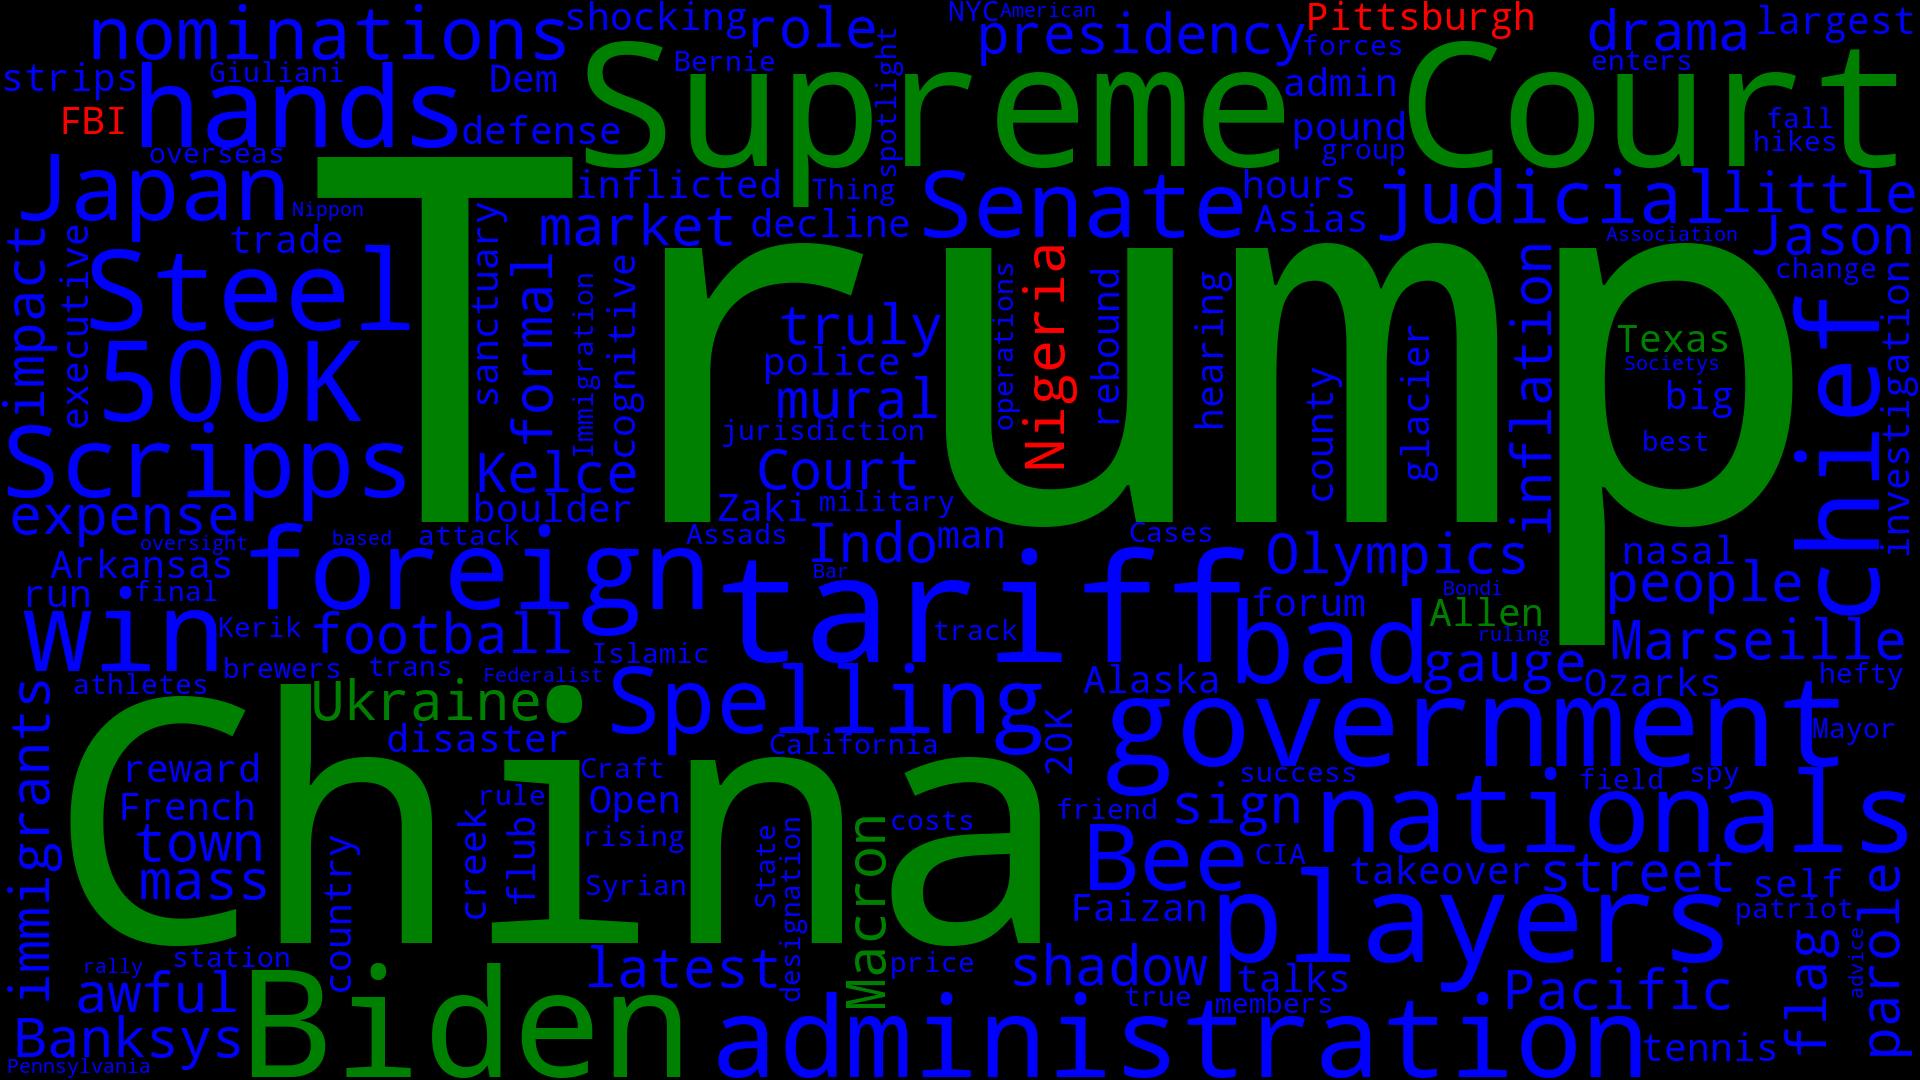 nominations
shocking
role
NYC
American
presidency
Pittsburgh
forces
drama
largest
enters
strips
Giuliani
hands
Dem
Supreme Court
Bernie
spotlight
admin
FBI
defense
pound
group
fall
hikes
overseas
Japan
Nippon
inflicted
Thing
Senate
hours
Asias
judicial
little
trade
sanctuary
market
decline
Association
Jason
change
impact
executive
Steel
Trump
formal
Immigration
cognitive
truly
operations
Nigeria
rebound
hearing
county
glacier
inflation
Texas
Societys
big
best
chief
investigation
500K
police
mural
jurisdiction
Scripps
Kelce
Court
boulder
Zaki
military
expense
oversight
based
attack
Assads
Indo
man
Cases
Olympics
nasal
Arkansas
foreign
Bar
tariff
Bondi
people
run
final
forum
Allen
ruling
win
Kerik
football
track
bad
Marseille
brewers
trans
Federalist
Islamic
gauge
athletes
Ukraine
Spelling
Alaska
Ozarks
hefty
immigrants
China
disaster
California
20K
government
Mayor
reward
Craft
success
field
spy
French
rule
Open
friend
sign
nationals
town
country
creek
flub
rising
State
designation
Macron
costs
Bee
CIA
mass
Syrian
takeover
street
self
parole
Faizan
players
patriot
station
rally
latest
price
shadow
talks
flag
advice
awful
Biden
true
members
Pacific
Banksys
administration
tennis
Pennsylvania